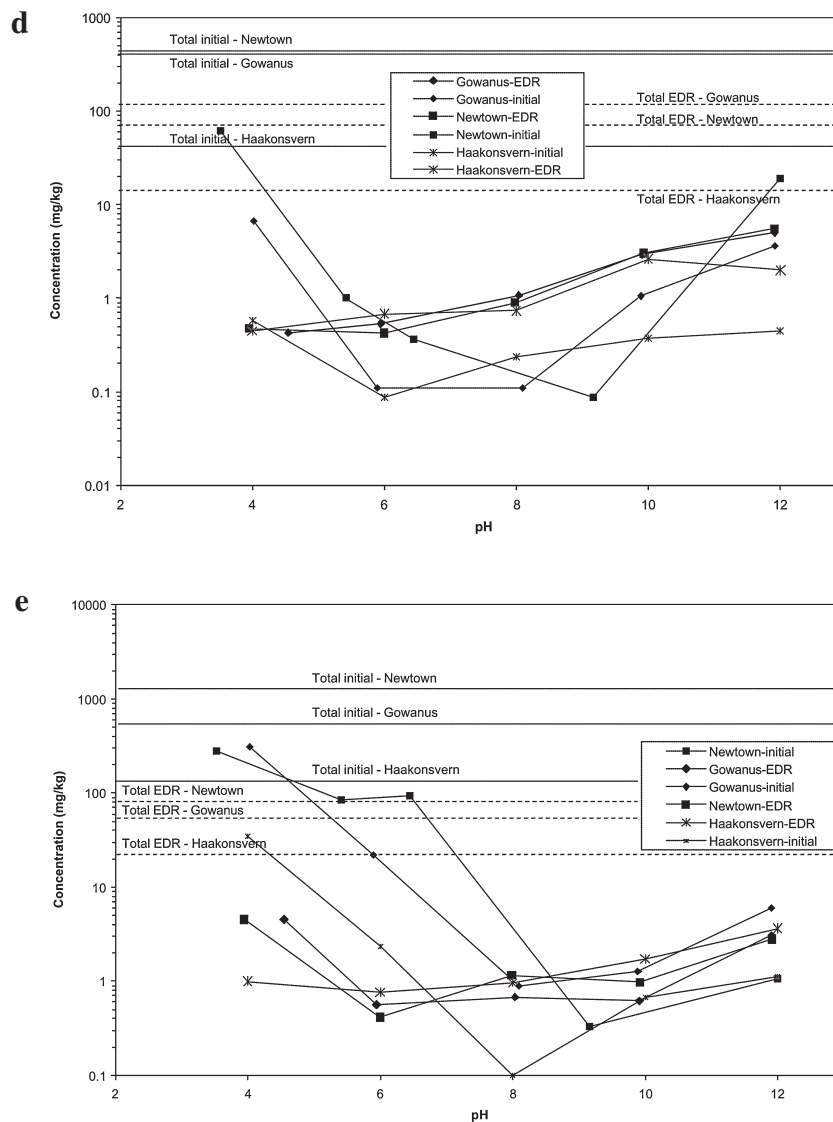 d
1000
100
10
1
0.1
0.01
Concentration (mg/kg)
Total initial - Newtown
Total initial - Gowanus
Total EDR - Gowanus
Total EDR - Newtown
Total initial - Haakonsvern
Total EDR - Haakonsvern
Gowanus-EDR
Gowanus-initial
Newtown-EDR
Newtown-initial
Haakonsvern-initial
Haakonsvern-EDR
2 4 6 8 10 12
pH
e
10000
1000
100
10
1
0.1
Concentration (mg/kg)
Total initial - Newtown
Total initial - Gowanus
Total initial - Haakonsvern
Total EDR - Newtown
Total EDR - Gowanus
Total EDR - Haakonsvern
Newtown-initial
Gowanus-EDR
Gowanus-initial
Newtown-EDR
Haakonsvern-EDR
Haakonsvern-initial
2 4 6 8 10 12
pH